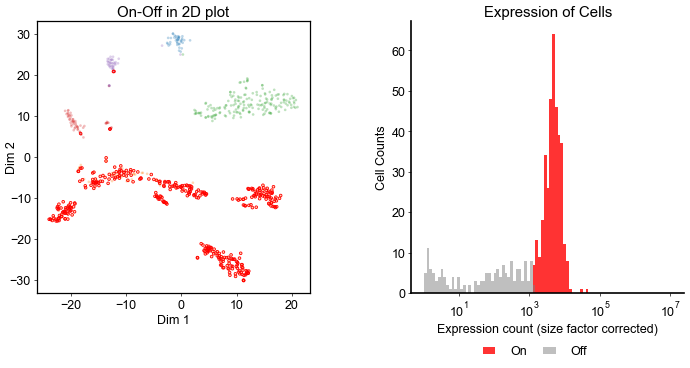 On-Off in 2D plot
30
20
10
0
−10
−20
−30
Dim 2
−20 −10 0 10 20
Dim 1
Expression of Cells
60
50
40
30
20
10
0
Cell Counts
10^1 10^3 10^5 10^7
Expression count (size factor corrected)
On Off